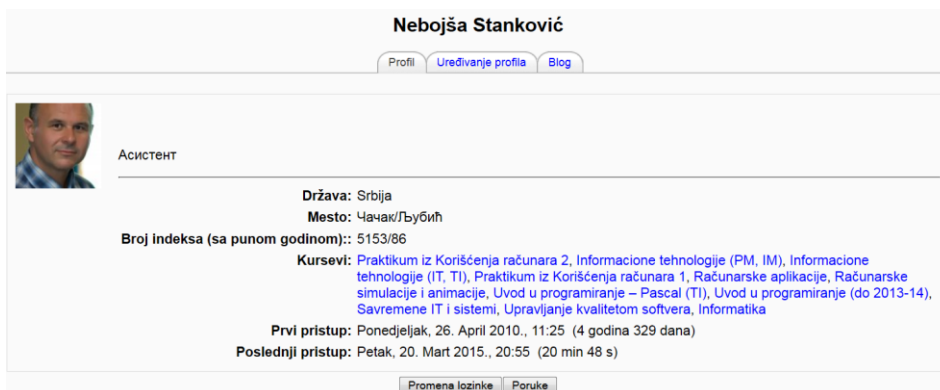 Nebojša Stanković
Profil Uređivanje profila Blog
Асистент
Država: Srbija
Mesto: Чачак/Љубић
Broj indeksa (sa punom godinom):: 5153/86
Kursevi: Praktikum iz Korišćenja računara 2, Informacione tehnologije (PM, IM), Informacione
tehnologije (IT, TI), Praktikum iz Korišćenja računara 1, Računarske aplikacije, Računarske
simulacije i animacije, Uvod u programiranje – Pascal (TI), Uvod u programiranje (do 2013-14),
Savremene IT i sistemi, Upravljanje kvalitetom softvera, Informatika
Prvi pristup: Ponedjeljak, 26. April 2010., 11:25 (4 godina 329 dana)
Poslednji pristup: Petak, 20. Mart 2015., 20:55 (20 min 48 s)
Promena lozinke Poruke